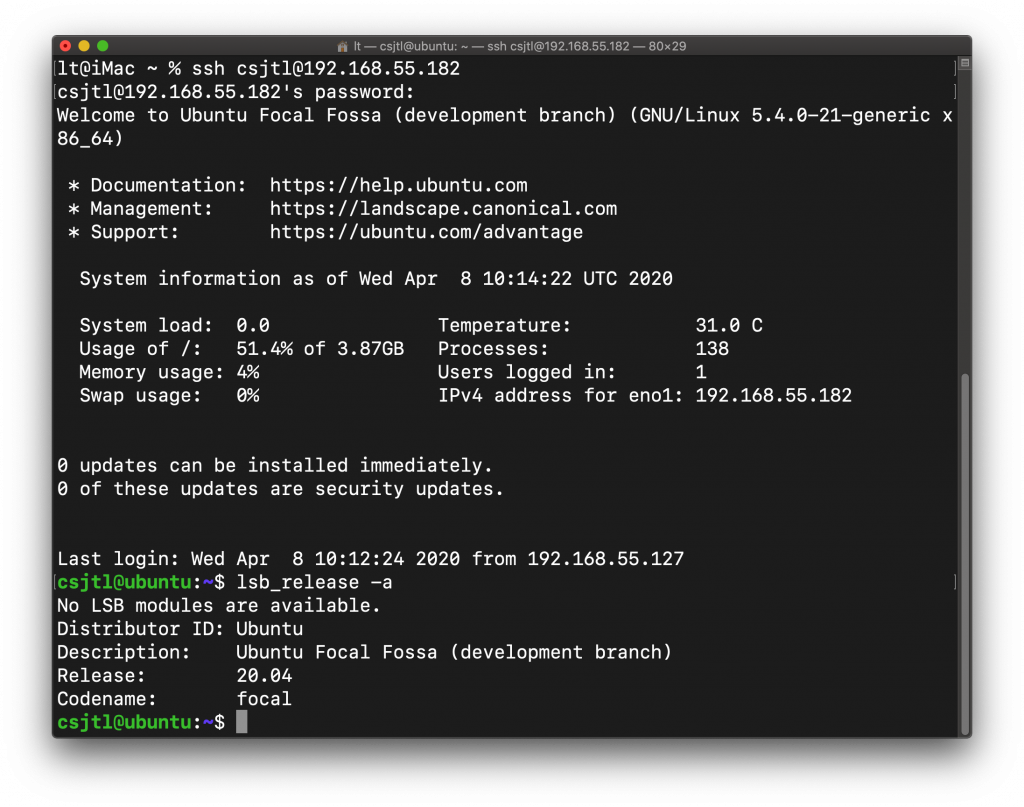 lt — csjtl@ubuntu: ~ — ssh csjtl@192.168.55.182 — 80×29
[lt@iMac ~ % ssh csjtl@192.168.55.182 ]
[csjtl@192.168.55.182's password: ]
Welcome to Ubuntu Focal Fossa (development branch) (GNU/Linux 5.4.0-21-generic x
86_64)
 * Documentation:  https://help.ubuntu.com
 * Management:     https://landscape.canonical.com
 * Support:        https://ubuntu.com/advantage
  System information as of Wed Apr  8 10:14:22 UTC 2020
  System load:  0.0               Temperature:           31.0 C
  Usage of /:   51.4% of 3.87GB   Processes:             138
  Memory usage: 4%                Users logged in:       1
  Swap usage:   0%                IPv4 address for eno1: 192.168.55.182
0 updates can be installed immediately.
0 of these updates are security updates.
Last login: Wed Apr  8 10:12:24 2020 from 192.168.55.127
[csjtl@ubuntu:~$ lsb_release -a ]
No LSB modules are available.
Distributor ID: Ubuntu
Description:    Ubuntu Focal Fossa (development branch)
Release:        20.04
Codename:       focal
csjtl@ubuntu:~$